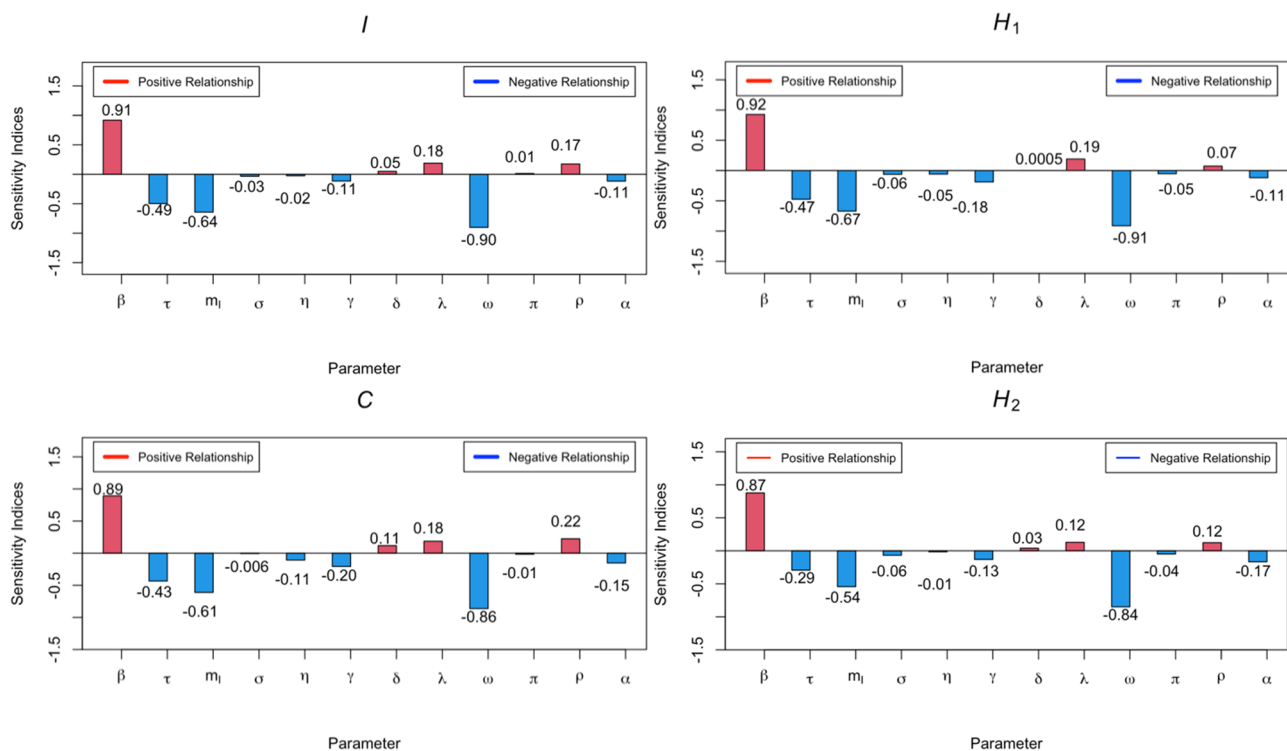 I
Positive Relationship
Negative Relationship
Sensitivity Indices
1.5
0.5
-0.5
-1.5
0.91
-0.49
-0.64
-0.03
-0.02
-0.11
0.05
0.18
-0.90
0.01
0.17
-0.11
β τ mI σ η γ δ λ ω π ρ α
Parameter
H1
Positive Relationship
Negative Relationship
Sensitivity Indices
1.5
0.5
-0.5
-1.5
0.92
-0.47
-0.67
-0.06
-0.05
-0.18
0.0005
0.19
-0.91
-0.05
0.07
-0.11
β τ mI σ η γ δ λ ω π ρ α
Parameter
C
Positive Relationship
Negative Relationship
Sensitivity Indices
1.5
0.5
-0.5
-1.5
0.89
-0.43
-0.61
-0.006
-0.11
-0.20
0.11
0.18
-0.86
-0.01
0.22
-0.15
β τ mI σ η γ δ λ ω π ρ α
Parameter
H2
Positive Relationship
Negative Relationship
Sensitivity Indices
1.5
0.5
-0.5
-1.5
0.87
-0.29
-0.54
-0.06
-0.01
-0.13
0.03
0.12
-0.84
-0.04
0.12
-0.17
β τ mI σ η γ δ λ ω π ρ α
Parameter